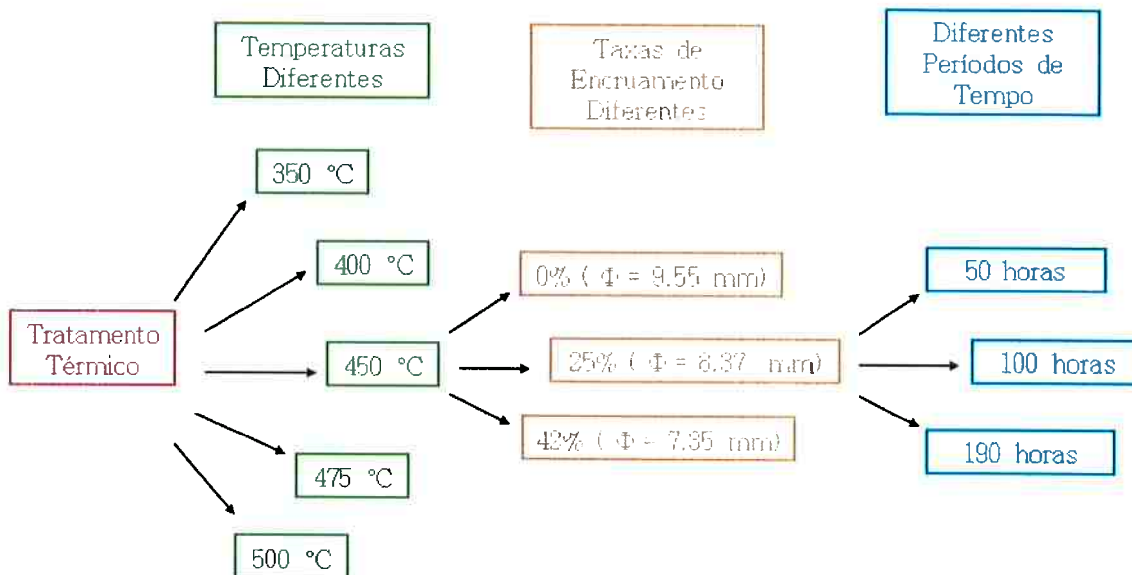 Temperaturas
Diferentes
Taxas de
Encruamento
Diferentes
Diferentes
Períodos de
Tempo
350 °C
400 °C
450 °C
475 °C
500 °C
Tratamento
Térmico
0% ( Φ = 9.55 mm)
25% ( Φ = 8.37 mm)
42% ( Φ = 7.35 mm)
50 horas
100 horas
190 horas